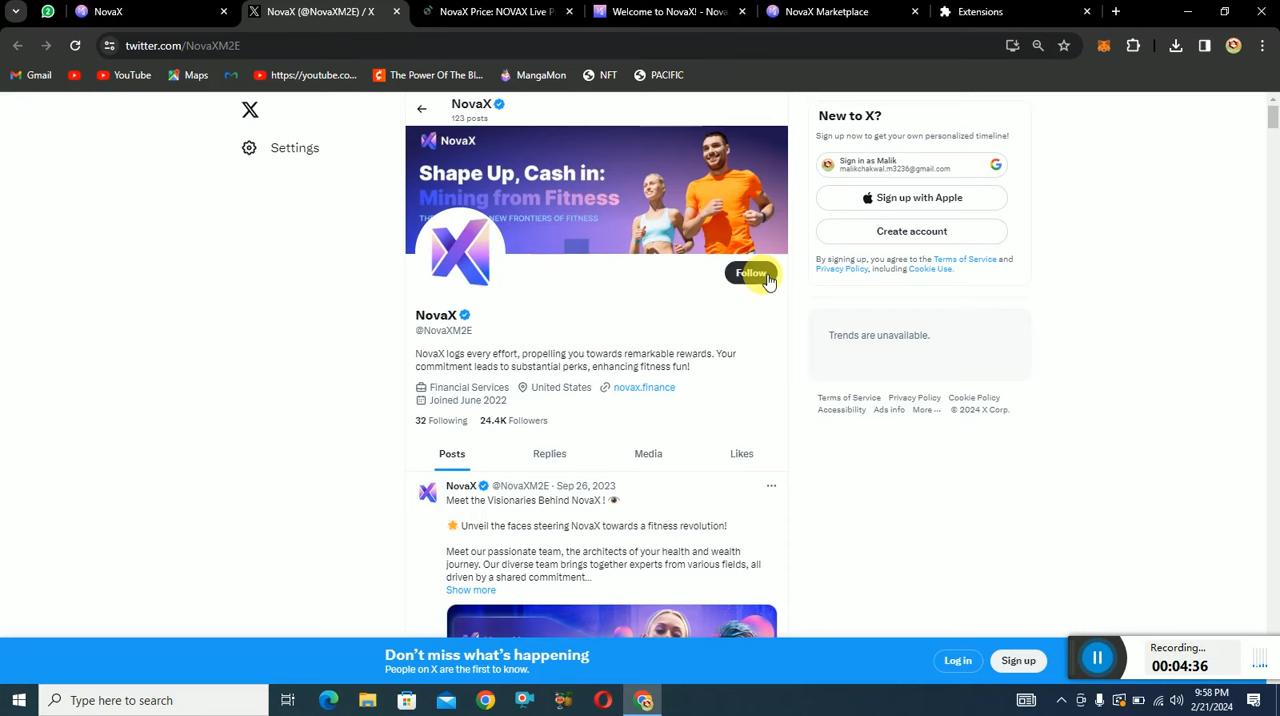 NovaX
NovaX (@NovaXM2E) / X
NovaX Price: NOVAX Live P
Welcome to NovaX! - Nova
NovaX Marketplace
Extensions
twitter.com/NovaXM2E
Gmail
YouTube
Maps
https://youtube.co...
The Power Of The Bl...
MangaMon
NFT
PACIFIC
Settings
NovaX
123 posts
NovaX
Shape Up, Cash in:
Mining from Fitness
NEW FRONTIERS OF FITNESS
Follow
NovaX
@NovaXM2E
NovaX logs every effort, propelling you towards remarkable rewards. Your
commitment leads to substantial perks, enhancing fitness fun!
Financial Services United States novax.finance
Joined June 2022
32 Following 24.4K Followers
Posts Replies Media Likes
NovaX @NovaXM2E · Sep 26, 2023
Meet the Visionaries Behind NovaX ! 👁
🌟 Unveil the faces steering NovaX towards a fitness revolution!
Meet our passionate team, the architects of your health and wealth
journey. Our diverse team brings together experts from various fields, all
driven by a shared commitment...
Show more
New to X?
Sign up now to get your own personalized timeline!
Sign in as Malik
malikchakwal.m3236@gmail.com
Sign up with Apple
Create account
By signing up, you agree to the Terms of Service and
Privacy Policy, including Cookie Use.
Trends are unavailable.
Terms of Service Privacy Policy Cookie Policy
Accessibility Ads info More ··· © 2024 X Corp.
Don't miss what's happening
People on X are the first to know.
Log in
Sign up
Recording...
00:04:36
Type here to search
9:58 PM
2/21/2024